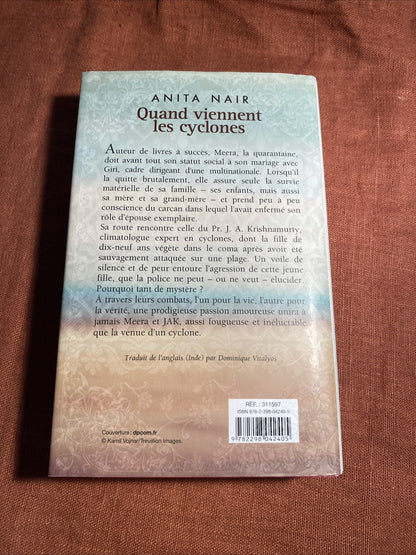 ANITA NAIR
Quand viennent
les cyclones
Auteur de livres à succès, Meera, la quarantaine,
doit avant tout son statut social à son mariage avec
Giri, cadre dirigeant d'une multinationale. Lorsqu'il
la quitte brutalement, elle assure seule la survie
matérielle de sa famille – ses enfants, mais aussi
sa mère et sa grand-mère – et prend peu à peu
conscience du carcan dans lequel l'avait enfermé son
rôle d'épouse exemplaire.
Sa route rencontre celle du Pr. J. A. Krishnamurty,
climatologue expert en cyclones, dont la fille de
dix-neuf ans végète dans le coma après avoir été
sauvagement attaquée sur une plage. Un voile de
silence et de peur entoure l'agression de cette jeune
fille, que la police ne peut – ou ne veut – élucider.
Pourquoi tant de mystère ?
À travers leurs combats, l'un pour la vie, l'autre pour
la vérité, une prodigieuse passion amoureuse unira à
jamais Meera et JAK, aussi fougueuse et inéluctable
que la venue d'un cyclone.
Traduit de l'anglais (Inde) par Dominique Vitalyos
RÉF. : 311597
ISBN 978-2-298-04240-5
9 782298 042405
Couverture : dpcom.fr
© Kamil Vojnar/Trevillion Images.